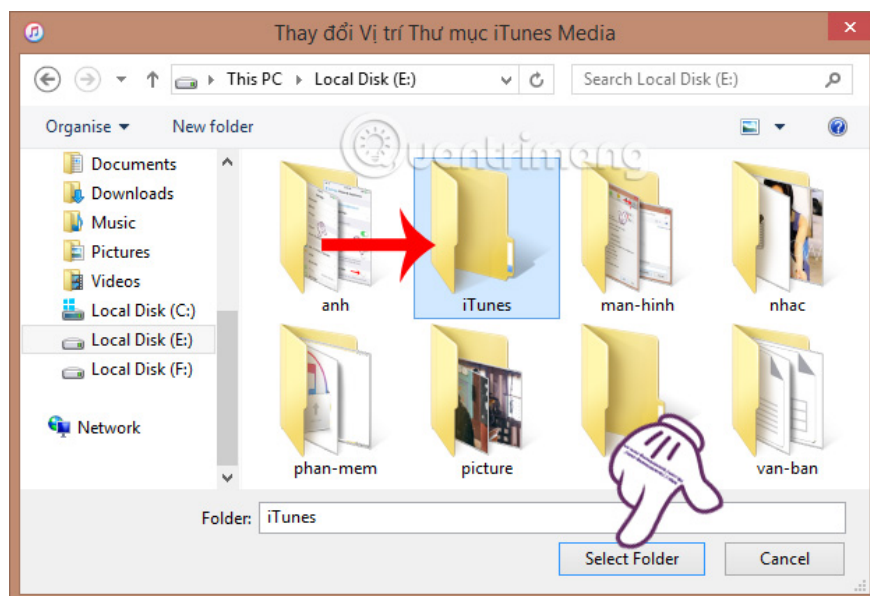 Thay đổi Vị trí Thư mục iTunes Media
This PC Local Disk (E:)
Search Local Disk (E:)
Organise
New folder
Quantrimang
Documents
Downloads
Music
Pictures
Videos
Local Disk (C:)
Local Disk (E:)
Local Disk (F:)
Network
anh
iTunes
man-hinh
nhac
phan-mem
picture
van-ban
Folder:
iTunes
Select Folder
Cancel